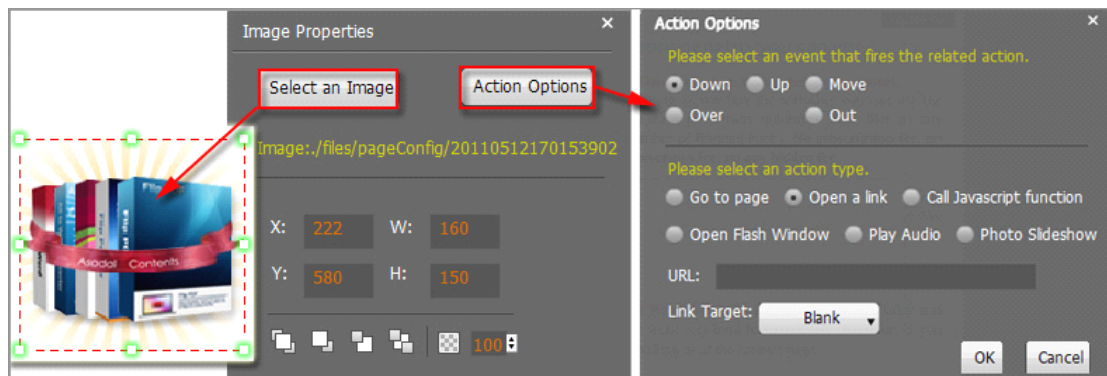 Image Properties
×
Select an Image
Action Options
Image:./files/pageConfig/20110512170153902
X: 222 W: 160
Y: 580 H: 150
100
Asadal Contents
Action Options
×
Please select an event that fires the related action.
Down Up Move
Over Out
Please select an action type.
Go to page Open a link Call Javascript function
Open Flash Window Play Audio Photo Slideshow
URL:
Link Target: Blank
OK Cancel